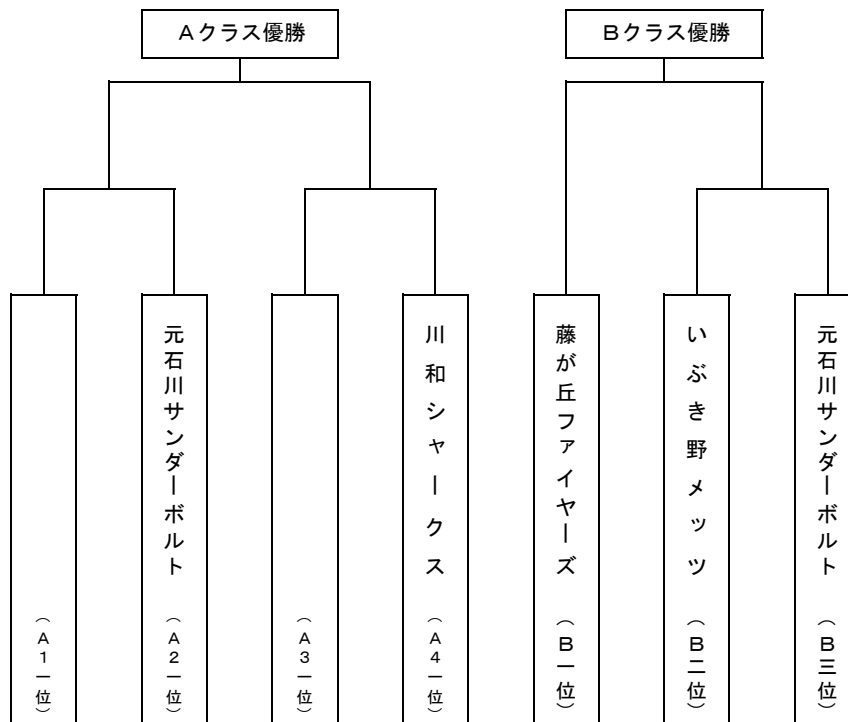 Aクラス優勝
Bクラス優勝
(A1一位)
元石川サンダーボルト
(A2一位)
(A3一位)
川和シャークス
(A4一位)
藤が丘ファイヤーズ
(B一位)
いぶき野メッツ
(B二位)
元石川サンダーボルト
(B三位)